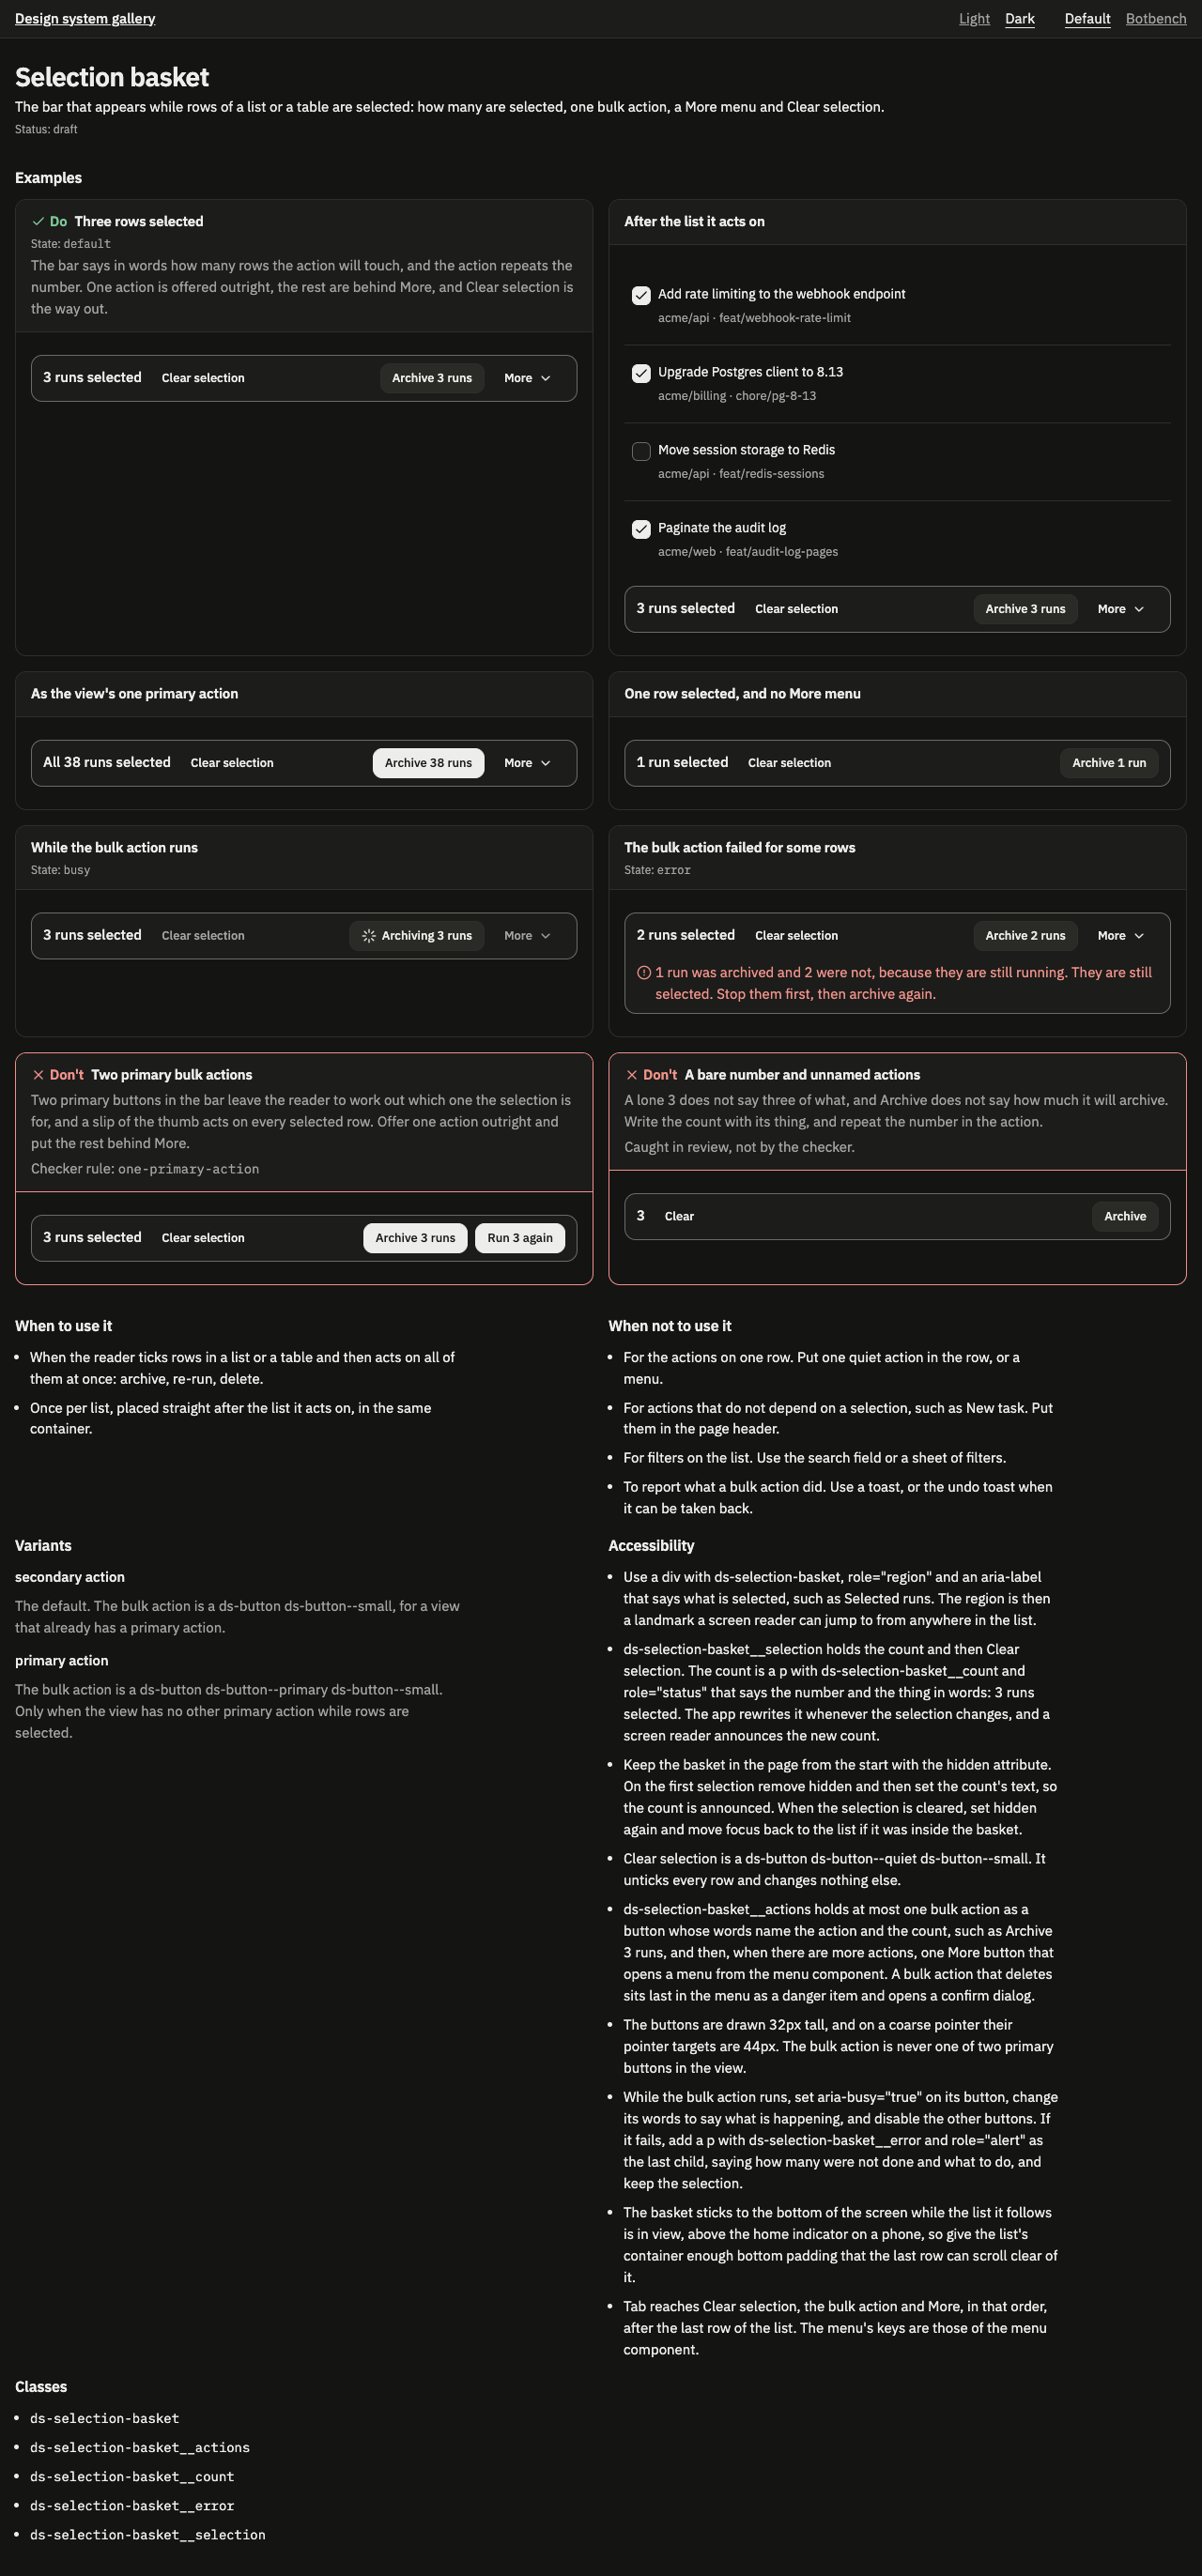 Design system gallery
Light Dark Default Botbench
Selection basket
The bar that appears while rows of a list or a table are selected: how many are selected, one bulk action, a More menu and Clear selection.
Status: draft
Examples
Do Three rows selected
State: default
The bar says in words how many rows the action will touch, and the action repeats the
number. One action is offered outright, the rest are behind More, and Clear selection is
the way out.
3 runs selected Clear selection Archive 3 runs More
After the list it acts on
Add rate limiting to the webhook endpoint
acme/api · feat/webhook-rate-limit
Upgrade Postgres client to 8.13
acme/billing · chore/pg-8-13
Move session storage to Redis
acme/api · feat/redis-sessions
Paginate the audit log
acme/web · feat/audit-log-pages
3 runs selected Clear selection Archive 3 runs More
As the view's one primary action
All 38 runs selected Clear selection Archive 38 runs More
One row selected, and no More menu
1 run selected Clear selection Archive 1 run
While the bulk action runs
State: busy
3 runs selected Clear selection Archiving 3 runs More
The bulk action failed for some rows
State: error
2 runs selected Clear selection Archive 2 runs More
1 run was archived and 2 were not, because they are still running. They are still
selected. Stop them first, then archive again.
Don't Two primary bulk actions
Two primary buttons in the bar leave the reader to work out which one the selection is
for, and a slip of the thumb acts on every selected row. Offer one action outright and
put the rest behind More.
Checker rule: one-primary-action
3 runs selected Clear selection Archive 3 runs Run 3 again
Don't A bare number and unnamed actions
A lone 3 does not say three of what, and Archive does not say how much it will archive.
Write the count with its thing, and repeat the number in the action.
Caught in review, not by the checker.
3 Clear Archive
When to use it
• When the reader ticks rows in a list or a table and then acts on all of
them at once: archive, re-run, delete.
• Once per list, placed straight after the list it acts on, in the same
container.
When not to use it
• For the actions on one row. Put one quiet action in the row, or a
menu.
• For actions that do not depend on a selection, such as New task. Put
them in the page header.
• For filters on the list. Use the search field or a sheet of filters.
• To report what a bulk action did. Use a toast, or the undo toast when
it can be taken back.
Variants
secondary action
The default. The bulk action is a ds-button ds-button--small, for a view
that already has a primary action.
primary action
The bulk action is a ds-button ds-button--primary ds-button--small.
Only when the view has no other primary action while rows are
selected.
Accessibility
• Use a div with ds-selection-basket, role="region" and an aria-label
that says what is selected, such as Selected runs. The region is then
a landmark a screen reader can jump to from anywhere in the list.
• ds-selection-basket__selection holds the count and then Clear
selection. The count is a p with ds-selection-basket__count and
role="status" that says the number and the thing in words: 3 runs
selected. The app rewrites it whenever the selection changes, and a
screen reader announces the new count.
• Keep the basket in the page from the start with the hidden attribute.
On the first selection remove hidden and then set the count's text, so
the count is announced. When the selection is cleared, set hidden
again and move focus back to the list if it was inside the basket.
• Clear selection is a ds-button ds-button--quiet ds-button--small. It
unticks every row and changes nothing else.
• ds-selection-basket__actions holds at most one bulk action as a
button whose words name the action and the count, such as Archive
3 runs, and then, when there are more actions, one More button that
opens a menu from the menu component. A bulk action that deletes
sits last in the menu as a danger item and opens a confirm dialog.
• The buttons are drawn 32px tall, and on a coarse pointer their
pointer targets are 44px. The bulk action is never one of two primary
buttons in the view.
• While the bulk action runs, set aria-busy="true" on its button, change
its words to say what is happening, and disable the other buttons. If
it fails, add a p with ds-selection-basket__error and role="alert" as
the last child, saying how many were not done and what to do, and
keep the selection.
• The basket sticks to the bottom of the screen while the list it follows
is in view, above the home indicator on a phone, so give the list's
container enough bottom padding that the last row can scroll clear of
it.
• Tab reaches Clear selection, the bulk action and More, in that order,
after the last row of the list. The menu's keys are those of the menu
component.
Classes
• ds-selection-basket
• ds-selection-basket__actions
• ds-selection-basket__count
• ds-selection-basket__error
• ds-selection-basket__selection